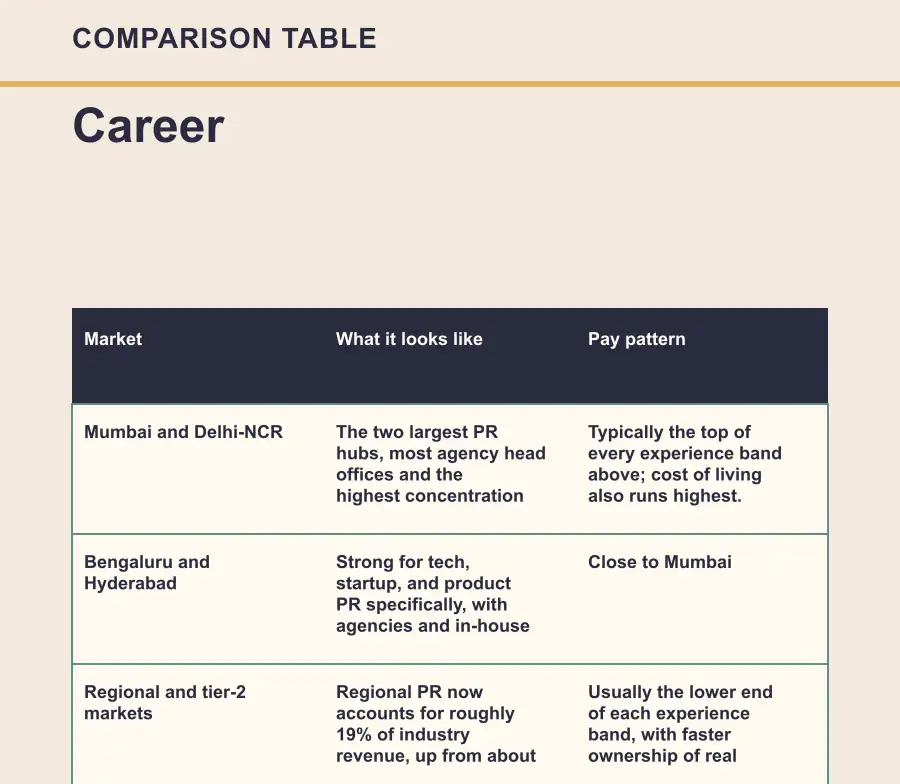 COMPARISON TABLE
Career
Market
What it looks like
Pay pattern
Mumbai and Delhi-NCR
The two largest PR
hubs, most agency head
offices and the
highest concentration
Typically the top of
every experience band
above; cost of living
also runs highest.
Bengaluru and
Hyderabad
Strong for tech,
startup, and product
PR specifically, with
agencies and in-house
Close to Mumbai
Regional and tier-2
markets
Regional PR now
accounts for roughly
19% of industry
revenue, up from about
Usually the lower end
of each experience
band, with faster
ownership of real